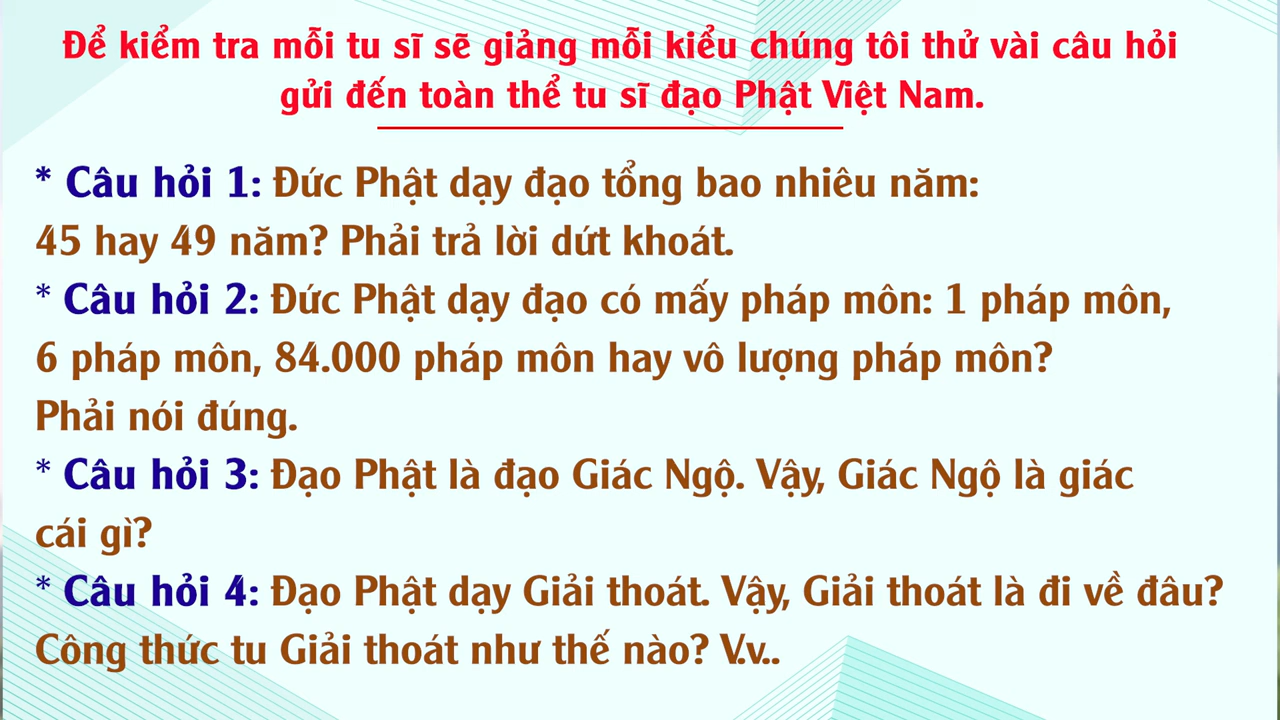 Để kiểm tra mỗi tu sĩ sẽ giảng mỗi kiểu chúng tôi thử vài câu hỏi
gửi đến toàn thể tu sĩ đạo Phật Việt Nam.
* Câu hỏi 1: Đức Phật dạy đạo tổng bao nhiêu năm:
45 hay 49 năm? Phải trả lời dứt khoát.
* Câu hỏi 2: Đức Phật dạy đạo có mấy pháp môn: 1 pháp môn,
6 pháp môn, 84.000 pháp môn hay vô lượng pháp môn?
Phải nói đúng.
* Câu hỏi 3: Đạo Phật là đạo Giác Ngộ. Vậy, Giác Ngộ là giác
cái gì?
* Câu hỏi 4: Đạo Phật dạy Giải thoát. Vậy, Giải thoát là đi về đâu?
Công thức tu Giải thoát như thế nào? V.v..